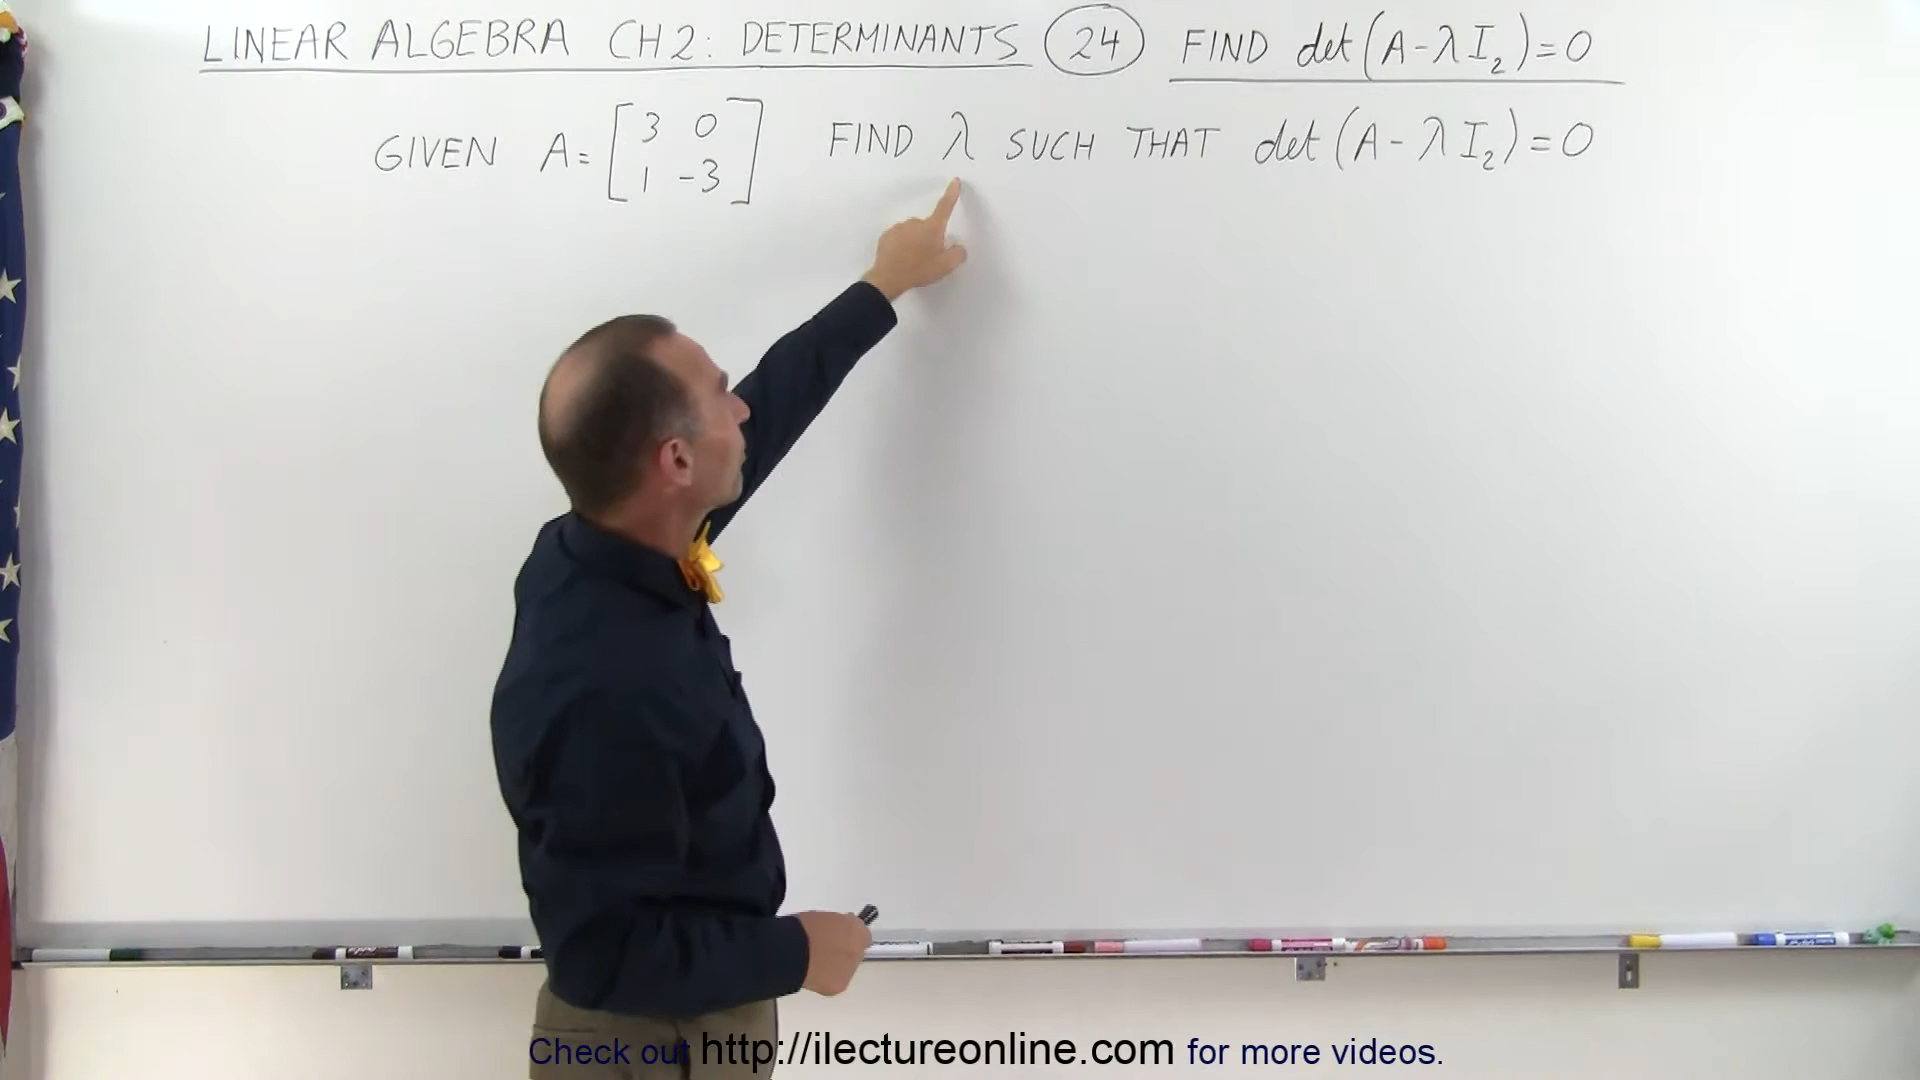 LINEAR ALGEBRA CH2: DETERMINANTS (24) FIND det(A-λI₂)=0
GIVEN A= [3 0
1 -3] FIND λ SUCH THAT det(A-λI₂)=0
Check out http://ilectureonline.com for more videos.